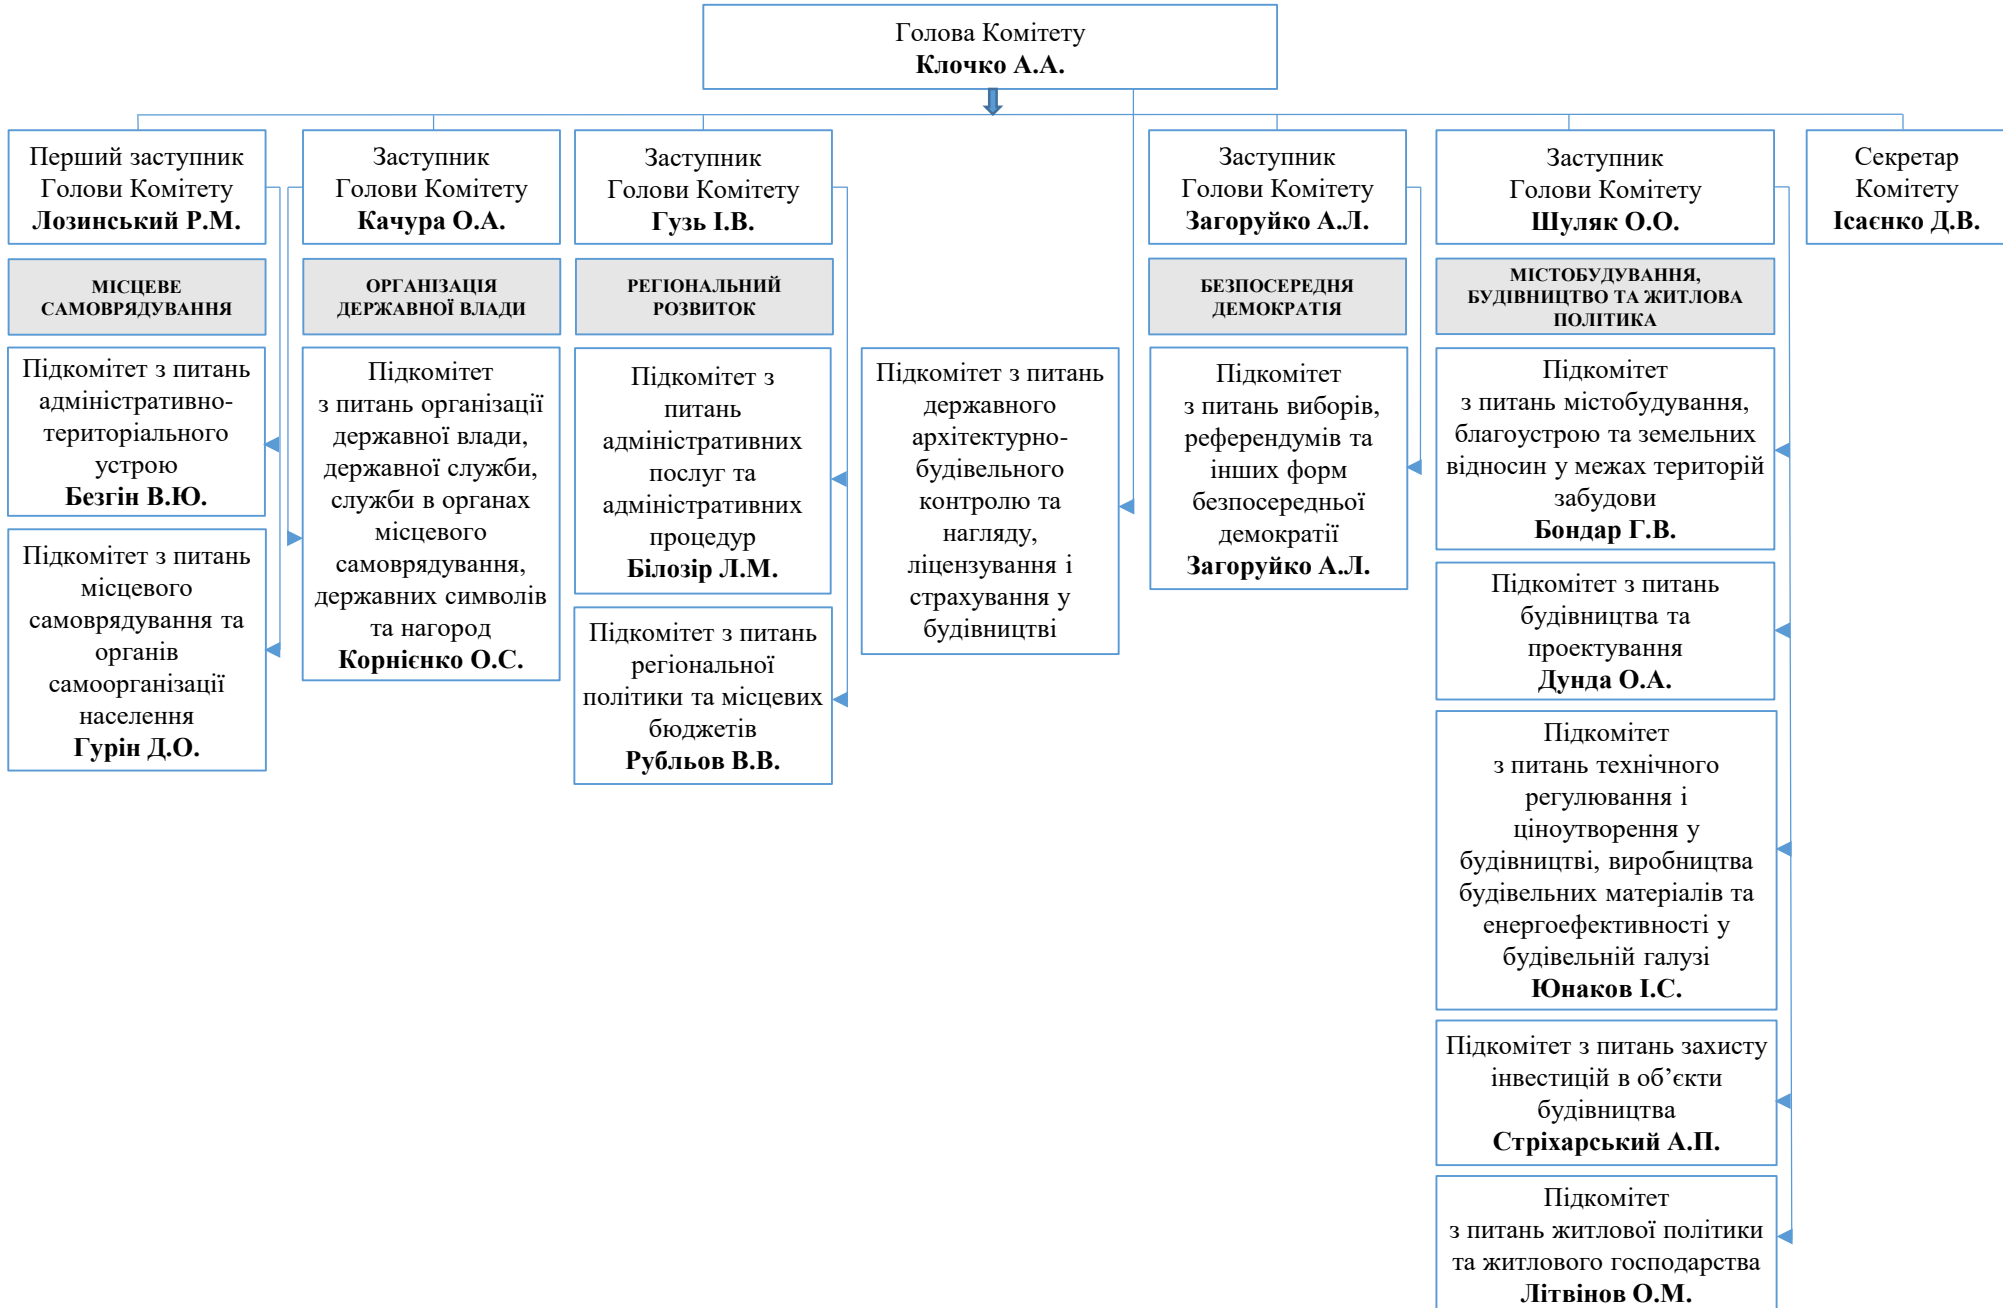 Голова Комітету
Клочко А.А.
Перший заступник
Голови Комітету
Лозинський Р.М.
Заступник
Голови Комітету
Качура О.А.
Заступник
Голови Комітету
Гузь І.В.
Заступник
Голови Комітету
Загоруйко А.Л.
Заступник
Голови Комітету
Шуляк О.О.
Секретар
Комітету
Ісаєнко Д.В.
МІСЦЕВЕ
САМОВРЯДУВАННЯ
ОРГАНІЗАЦІЯ
ДЕРЖАВНОЇ ВЛАДИ
РЕГІОНАЛЬНИЙ
РОЗВИТОК
БЕЗПОСЕРЕДНЯ
ДЕМОКРАТІЯ
МІСТОБУДУВАННЯ,
БУДІВНИЦТВО ТА ЖИТЛОВА
ПОЛІТИКА
Підкомітет з питань
адміністративно-
територіального
устрою
Безгін В.Ю.
Підкомітет з питань
місцевого
самоврядування та
органів
самоорганізації
населення
Гурін Д.О.
Підкомітет
з питань організації
державної влади,
державної служби,
служби в органах
місцевого
самоврядування,
державних символів
та нагород
Корнієнко О.С.
Підкомітет з
питань
адміністративних
послуг та
адміністративних
процедур
Білозір Л.М.
Підкомітет з питань
регіональної
політики та місцевих
бюджетів
Рубльов В.В.
Підкомітет з питань
державного
архітектурно-
будівельного
контролю та
нагляду,
ліцензування і
страхування у
будівництві
Підкомітет
з питань виборів,
референдумів та
інших форм
безпосередньої
демократії
Загоруйко А.Л.
Підкомітет
з питань містобудування,
благоустрою та земельних
відносин у межах територій
забудови
Бондар Г.В.
Підкомітет з питань
будівництва та
проектування
Дунда О.А.
Підкомітет
з питань технічного
регулювання і
ціноутворення у
будівництві, виробництва
будівельних матеріалів та
енергоефективності у
будівельній галузі
Юнаков І.С.
Підкомітет з питань захисту
інвестицій в об’єкти
будівництва
Стріхарський А.П.
Підкомітет
з питань житлової політики
та житлового господарства
Літвінов О.М.